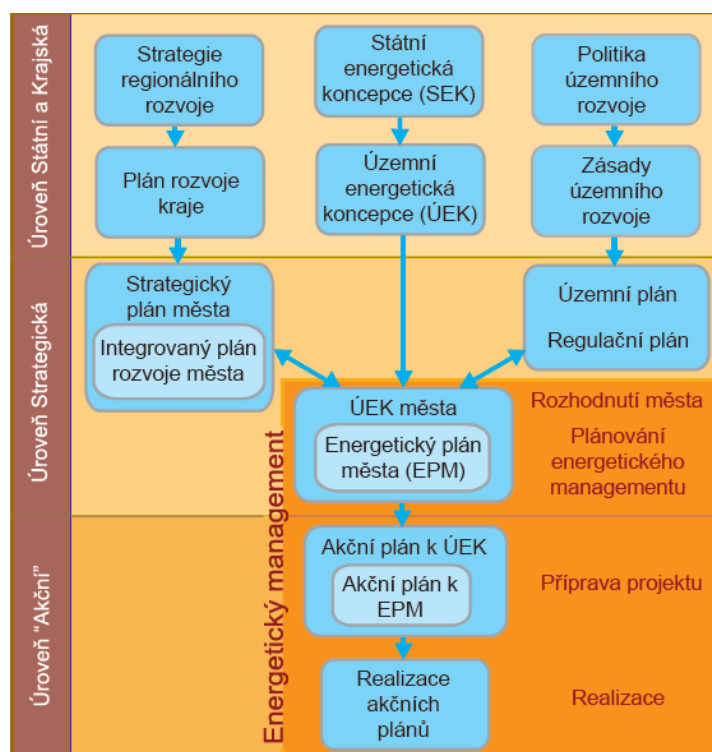 Úroveň Státní a Krajská
Strategie
regionálního
rozvoje
Státní
energetická
koncepce (SEK)
Politika
územního
rozvoje
Plán rozvoje
kraje
Územní
energetická
koncepce (ÚEK)
Zásady
územního
rozvoje
Úroveň Strategická
Strategický
plán města
Integrovaný plán
rozvoje města
Územní plán
Regulační plán
Energetický management
ÚEK města
Energetický plán
města (EPM)
Rozhodnutí města
Plánování
energetického
managementu
Úroveň "Akční"
Akční plán k ÚEK
Akční plán k
EPM
Příprava projektu
Realizace
akčních
plánů
Realizace